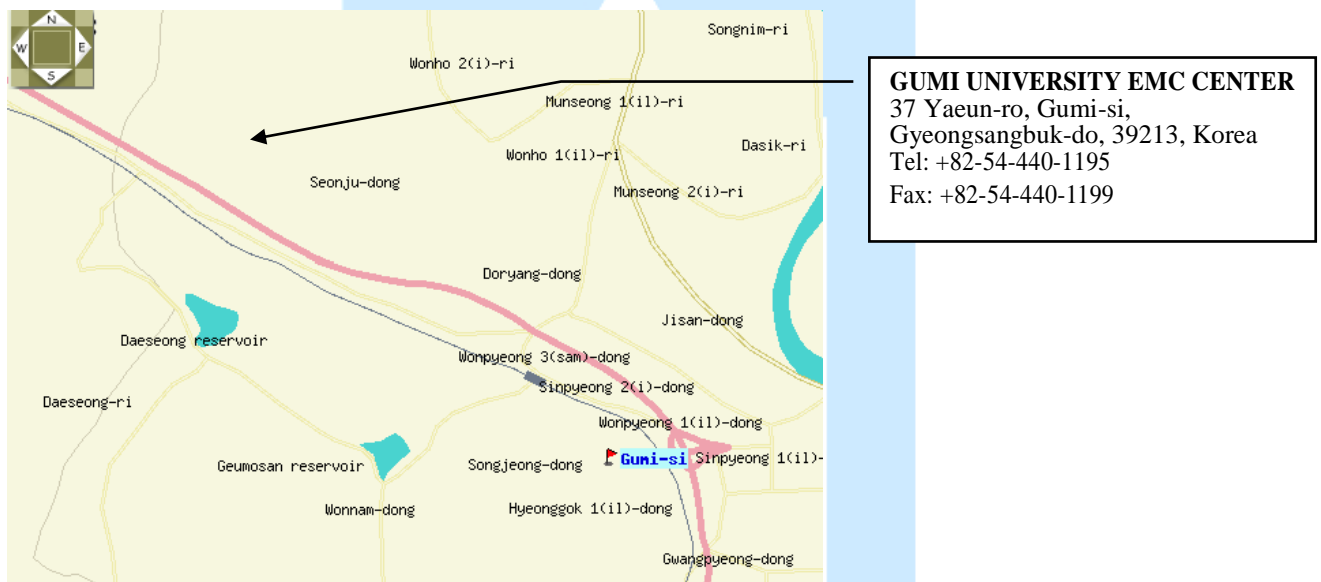 N
W
E
S
Songnim-ri
Wonho 2(i)-ri
Munseong 1(il)-ri
Wonho 1(il)-ri
Dasik-ri
Seonju-dong
Munseong 2(i)-ri
Doryang-dong
Jisan-dong
Daeseong reservoir
Wonpyeong 3(sam)-dong
Sinpyeong 2(i)-dong
Daeseong-ri
Wonpyeong 1(il)-dong
Geumosan reservoir
Songjeong-dong
Gumi-si
Sinpyeong 1(il)-
Wonnam-dong
Hyeonggok 1(il)-dong
Gwangpyeong-dong
GUMI UNIVERSITY EMC CENTER
37 Yaeun-ro, Gumi-si,
Gyeongsangbuk-do, 39213, Korea
Tel: +82-54-440-1195
Fax: +82-54-440-1199